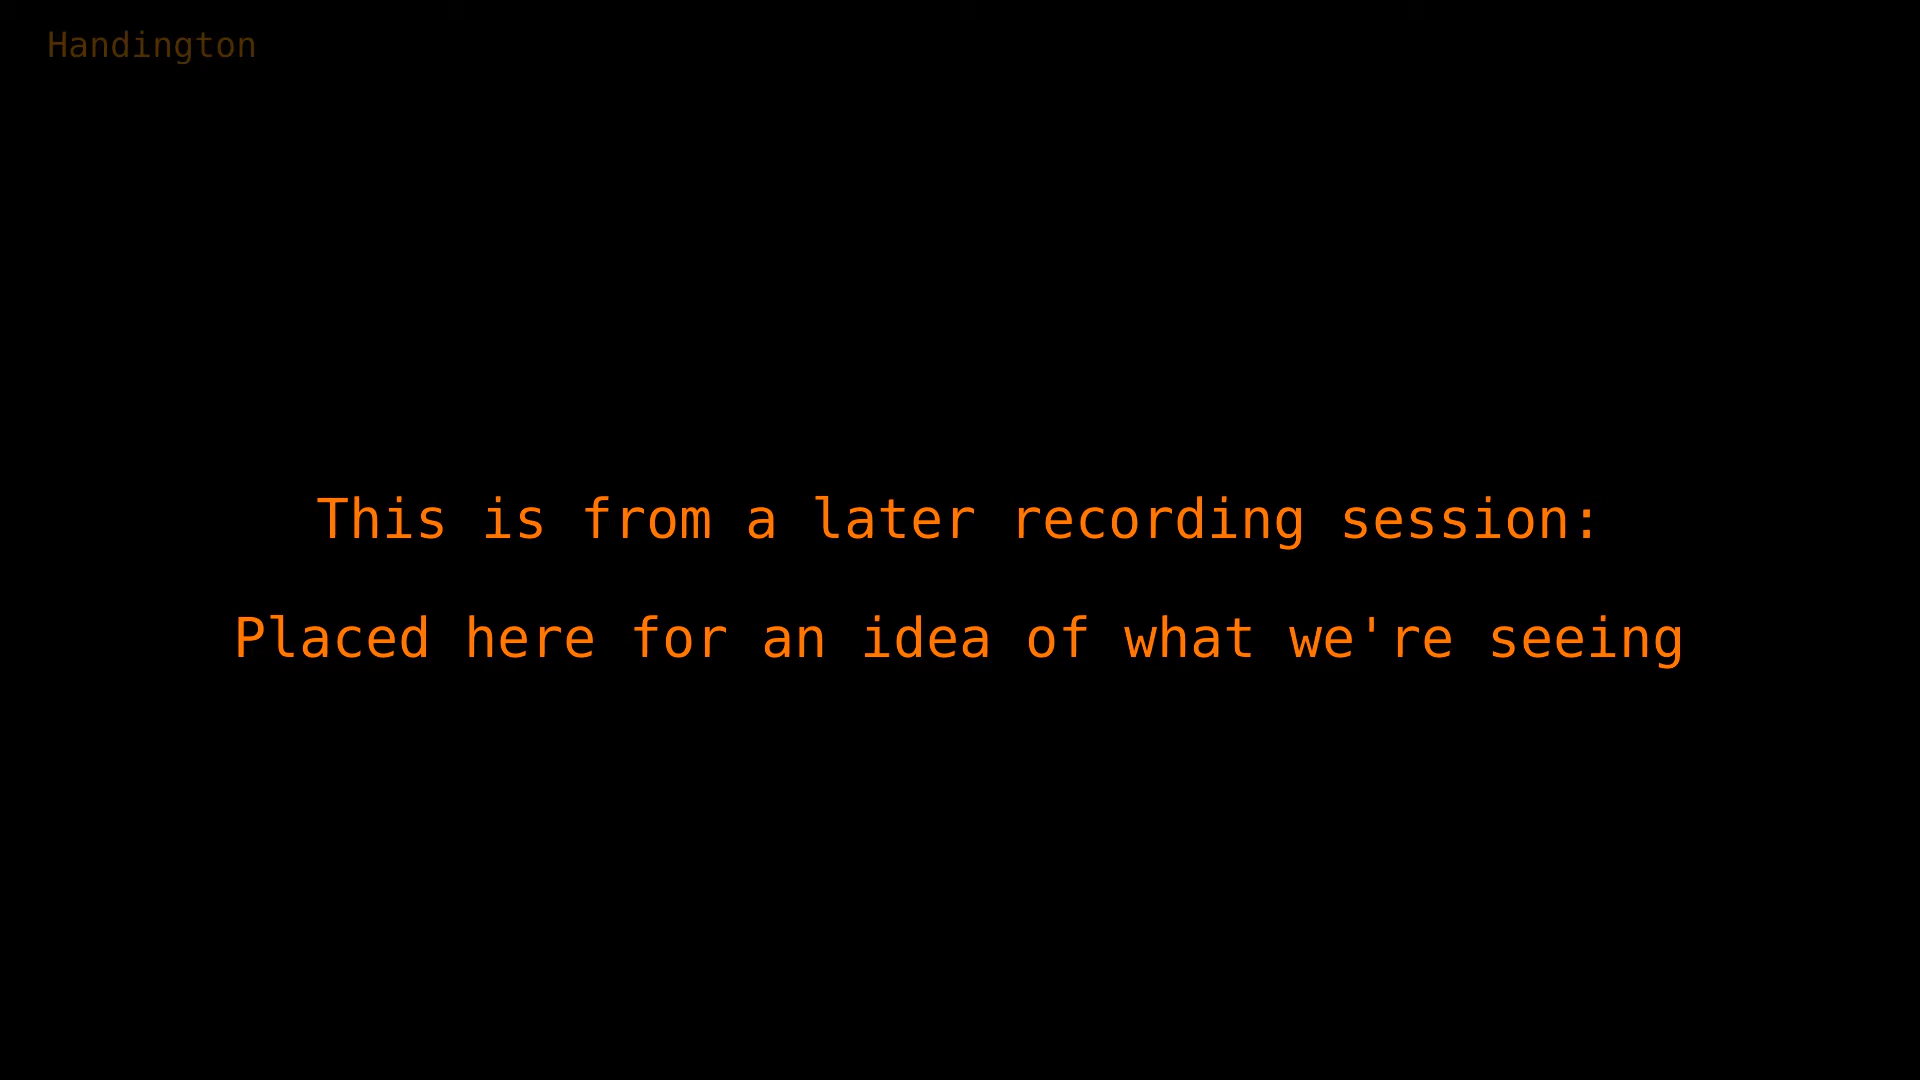 Handington
This is from a later recording session:
Placed here for an idea of what we're seeing